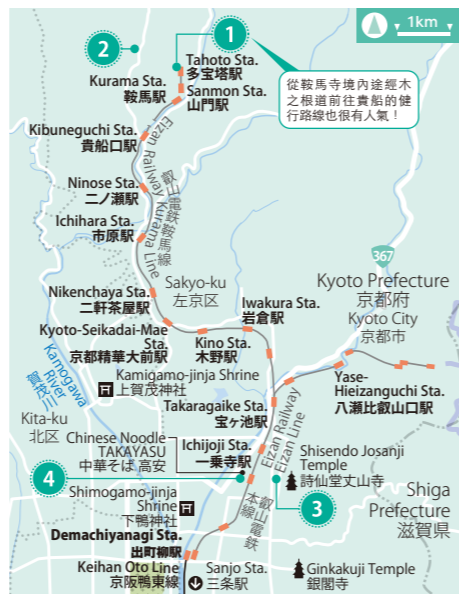 1km
2
1
Tahoto Sta.
多宝塔駅
Kurama Sta.
鞍馬駅
Sanmon Sta.
山門駅
從鞍馬寺境內途經木
之根道前往貴船的健
行路線也很有人氣！
Kibuneguchi Sta.
貴船口駅
Eizan Railway Kurama Line
叡山電鉄鞍馬線
Ninose Sta.
二ノ瀬駅
Ichihara Sta.
市原駅
367
Sakyo-ku
左京区
Kyoto Prefecture
京都府
Kyoto City
京都市
Nikenchaya Sta.
二軒茶屋駅
Iwakura Sta.
岩倉駅
Kyoto-Seikadai-Mae
Sta.
京都精華大前駅
Kino Sta.
木野駅
Kamogawa
River
賀茂川
Kamigamo-jinja Shrine
上賀茂神社
Yase-
Hieizanguchi Sta.
八瀬比叡山口駅
Takaragaike Sta.
宝ヶ池駅
Kita-ku
北区
Chinese Noodle
TAKAYASU
中華そば 高安
Ichijoji Sta.
一乗寺駅
Eizan Railway
Eizan Line
叡山電鉄
本線
Shisendo Josanji
Temple
詩仙堂丈山寺
4
3
Shimogamo-jinja
Shrine
下鴨神社
Shiga
Prefecture
滋賀県
Demachiyanagi Sta.
出町柳駅
Keihan Oto Line
京阪鴨東線
Sanjo Sta.
三条駅
Ginkakuji Temple
銀閣寺